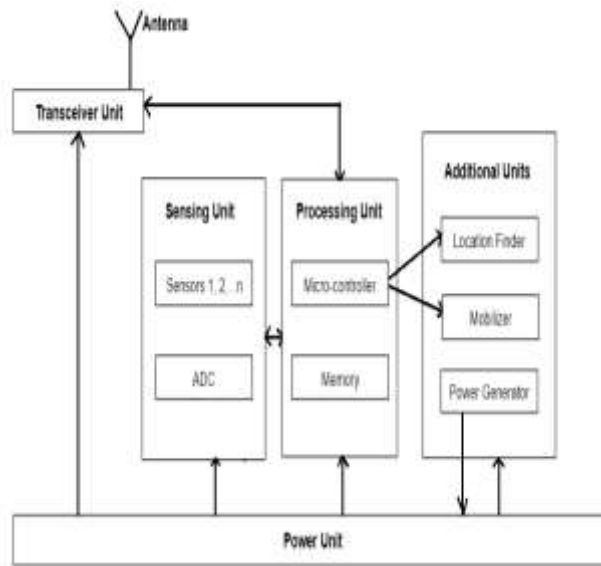 Antenna
Transceiver Unit
Sensing Unit
Sensors 1, 2 .. n
ADC
Processing Unit
Micro-controller
Memory
Additional Units
Location Finder
Mobilizer
Power Generator
Power Unit